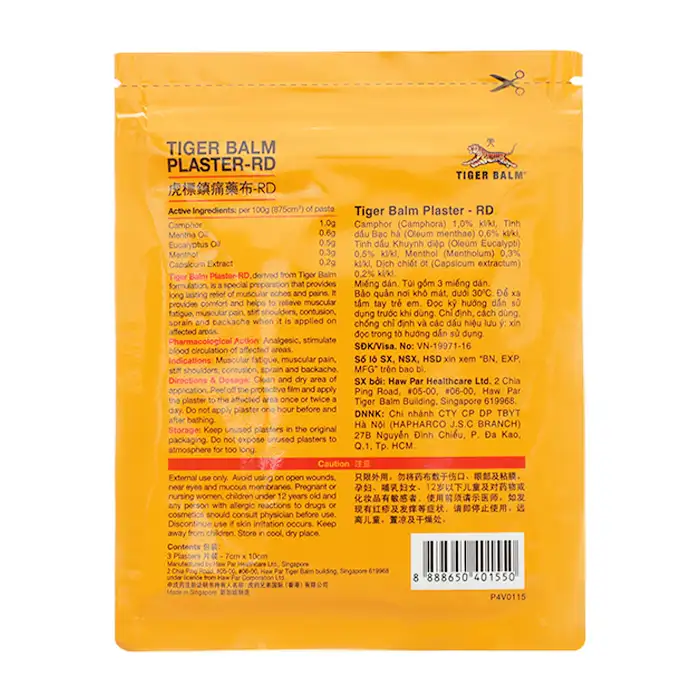 TIGER BALM
PLASTER-RD
虎標鎮痛藥布-RD
TIGER BALM®
Active Ingredients: per 100g (875cm²) of pasta
Camphor 1.0g
Mentha Oil 0.6g
Eucalyptus Oil 0.5g
Menthol 0.3g
Capsicum Extract 0.2g
Tiger Balm Plaster-RD, derived from Tiger Balm
formulation, is a special preparation that provides
long lasting relief of muscular aches and pains. It
provides comfort and helps to relieve muscular
fatigue, muscular pain, stiff shoulders, contusion,
sprain and backache when it is applied on
affected areas.
Pharmacological Action: Analgesic, stimulate
blood circulation of affected areas.
Indications: Muscular fatigue, muscular pain,
stiff shoulders, contusion, sprain and backache.
Directions & Dosage: Clean and dry area of
application. Peel off the protective film and apply
the plaster to the affected area once or twice a
day. Do not apply plaster one hour before and
after bathing.
Storage: Keep unused plasters in the original
packaging. Do not expose unused plasters to
atmosphere for too long.
Tiger Balm Plaster - RD
Camphor (Camphora) 1,0% kl/kl, Tinh
dầu Bạc hà (Oleum menthae) 0,6% kl/kl,
Tinh dầu Khuynh diệp (Oleum Eucalypti)
0,5% kl/kl, Menthol (Mentholum) 0,3%
kl/kl, Dịch chiết ớt (Capsicum extractum)
0,2% kl/kl.
Miếng dán. Túi gồm 3 miếng dán.
Bảo quản nơi khô mát, dưới 30°C. Để xa
tầm tay trẻ em. Đọc kỹ hướng dẫn sử
dụng trước khi dùng. Chỉ định, cách dùng,
chống chỉ định và các dấu hiệu lưu ý: xin
đọc trong tờ hướng dẫn sử dụng.
SĐK/Visa. No: VN-19971-16
Số lô SX, NSX, HSD xin xem "BN, EXP,
MFG" trên bao bì.
SX bởi: Haw Par Healthcare Ltd. 2 Chia
Ping Road, #05-00, #06-00, Haw Par
Tiger Balm Building, Singapore 619968.
DNNK: Chi nhánh CTY CP DP TBYT
Hà Nội (HAPHARCO J.S.C BRANCH)
27B Nguyễn Đình Chiểu, P. Đa Kao,
Q.1, Tp. HCM.
Caution 注意
External use only. Avoid using on open wounds,
near eyes and mucous membranes. Pregnant or
nursing women, children under 12 years old and
any person with allergic reactions to drugs or
cosmetics should consult physician before use.
Discontinue use if skin irritation occurs. Keep
away from children. Store in cool, dry place.
只限外用，勿将药布敷于伤口、眼部及粘膜，
孕妇、哺乳妇女、12岁以下儿童及对药物或
化妆品有敏感者，使用前须请示医师，如发
现有红疹及发痒等症状，请即停止使用，远
离儿童，置凉及干燥处。
Contents 包装:
3 Plasters 片装 - 7cm x 10cm
Manufactured by Haw Par Healthcare Ltd., Singapore
2 Chia Ping Road, #05-00, #06-00, Haw Par Tiger Balm building, Singapore 619968
under licence from Haw Par Corporation Ltd.
Made in Singapore
8 888650 401550
P4V0115